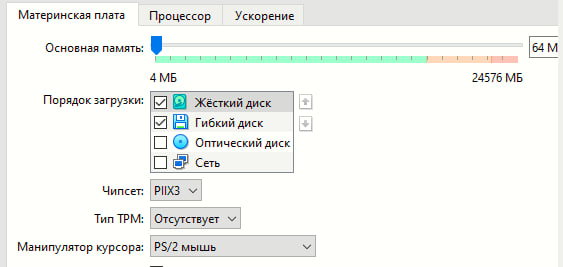 Материнская плата Процессор Ускорение
Основная память: 64 М
4 МБ 24576 МБ
Порядок загрузки: Жёсткий диск
Гибкий диск
Оптический диск
Сеть
Чипсет: PIIX3
Тип TPM: Отсутствует
Манипулятор курсора: PS/2 мышь